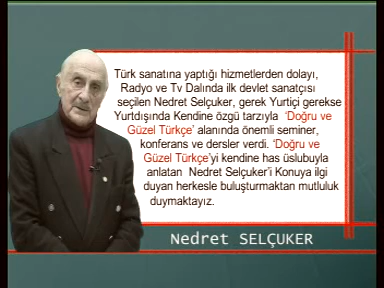 Türk sanatına yaptığı hizmetlerden dolayı,
Radyo ve Tv Dalında ilk devlet sanatçısı
seçilen Nedret Selçuker, gerek Yurtiçi gerekse
Yurtdışında Kendine özgü tarzıyla ‘Doğru ve
Güzel Türkçe’ alanında önemli seminer,
konferans ve dersler verdi. ‘Doğru ve
Güzel Türkçe’yi kendine has üslubuyla
anlatan Nedret Selçuker’i Konuya ilgi
duyan herkesle buluşturmaktan mutluluk
duymaktayız.
Nedret SELÇUKER